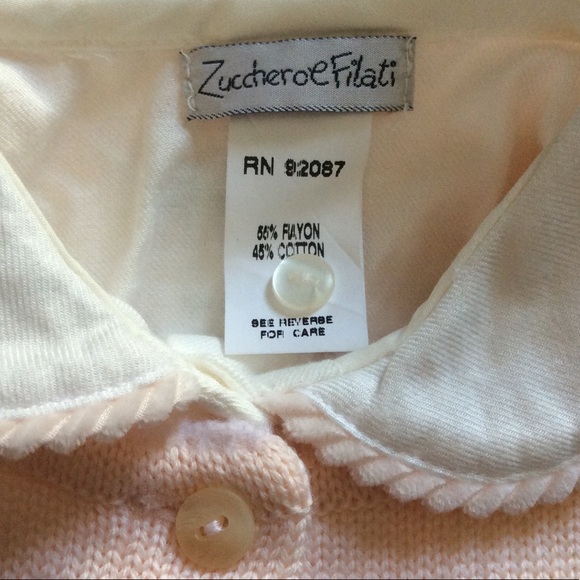 ZuccheroeFilati
RN 92087
55% RAYON
45% COTTON
SEE REVERSE
FOR CARE